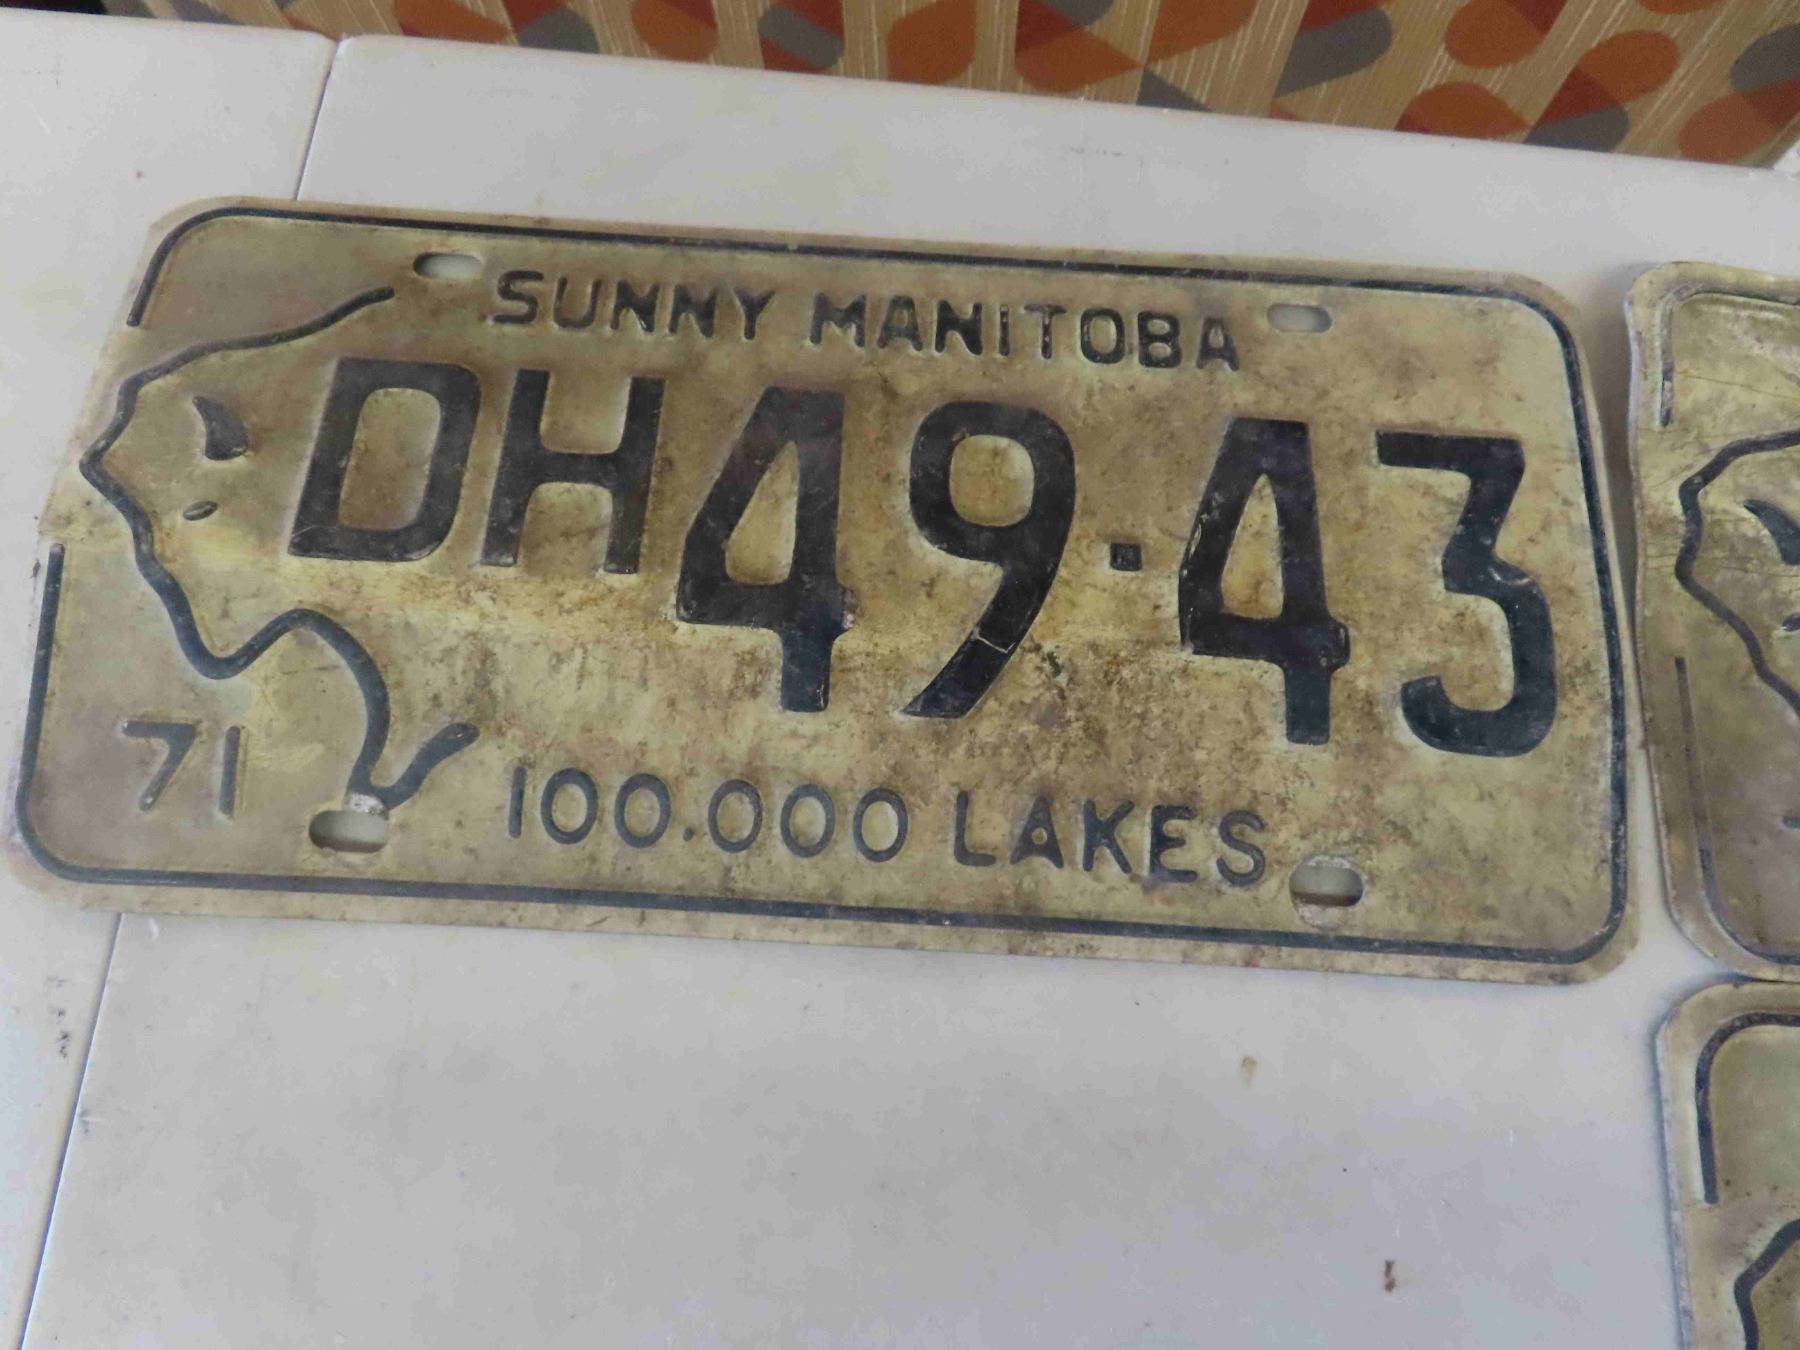 SUNNY MANITOBA
DH49-43
71
100.000 LAKES